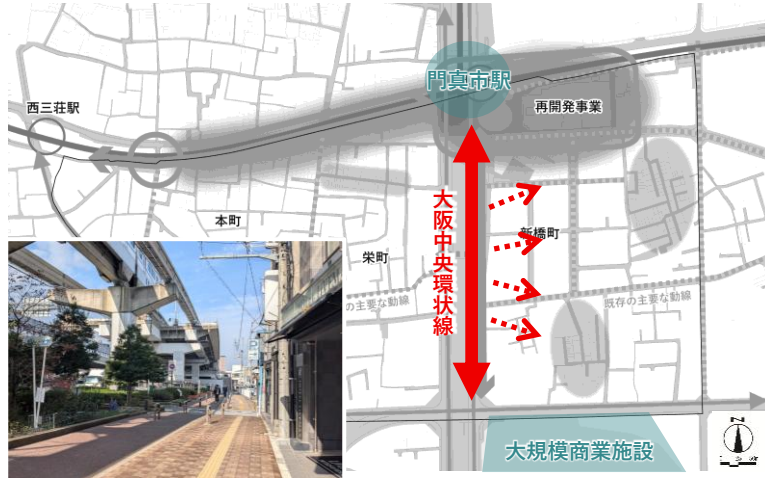 門真市駅
西三荘駅
再開発事業
大阪中央環状線
本町
新橋町
栄町
の主要な動線
既存の主要な動線
大規模商業施設
N